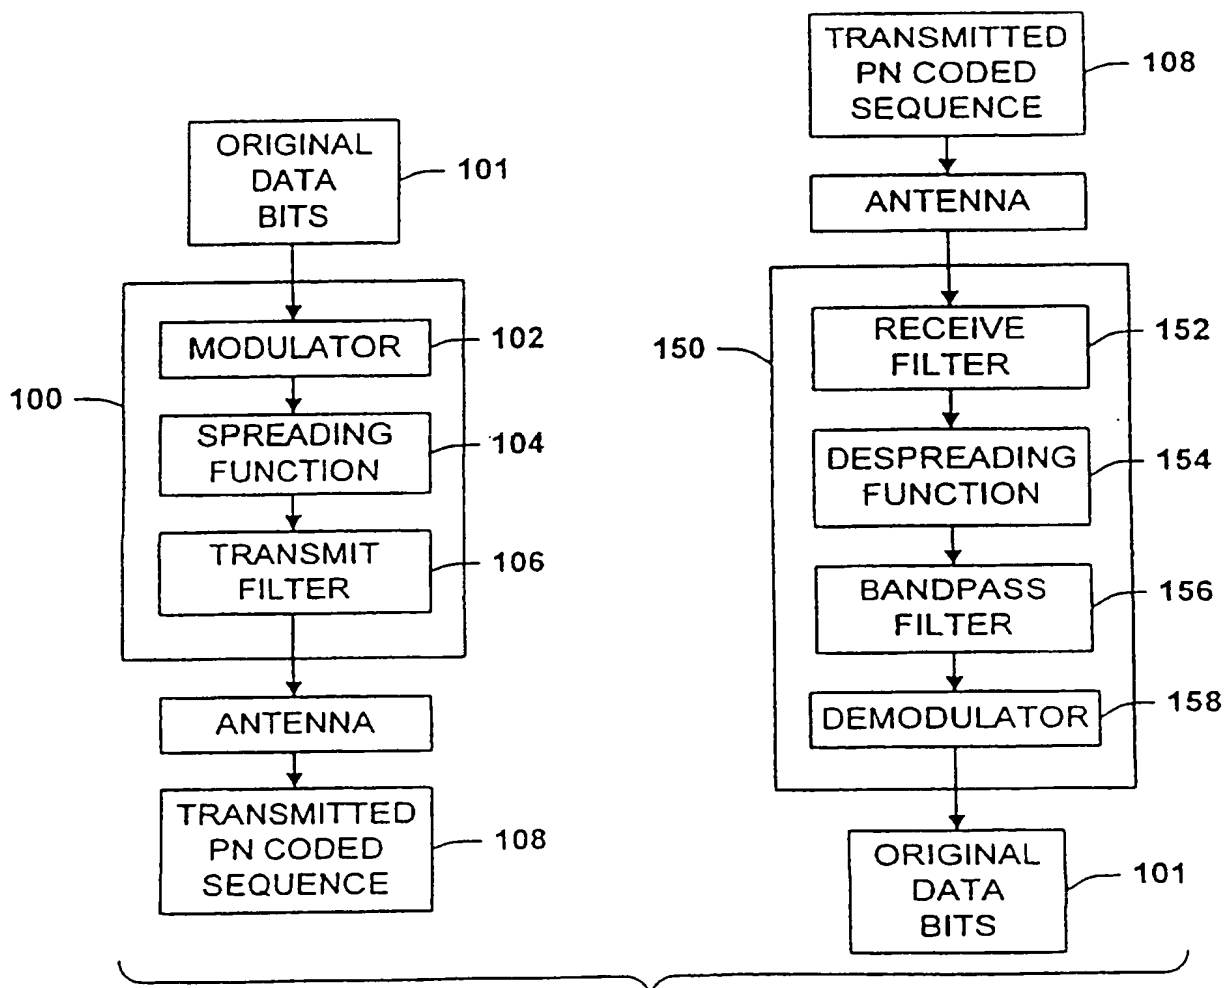 ORIGINAL
DATA
BITS
101
100
MODULATOR
102
SPREADING
FUNCTION
104
TRANSMIT
FILTER
106
ANTENNA
TRANSMITTED
PN CODED
SEQUENCE
108
TRANSMITTED
PN CODED
SEQUENCE
108
ANTENNA
150
RECEIVE
FILTER
152
DESPREADING
FUNCTION
154
BANDPASS
FILTER
156
DEMODULATOR
158
ORIGINAL
DATA
BITS
101